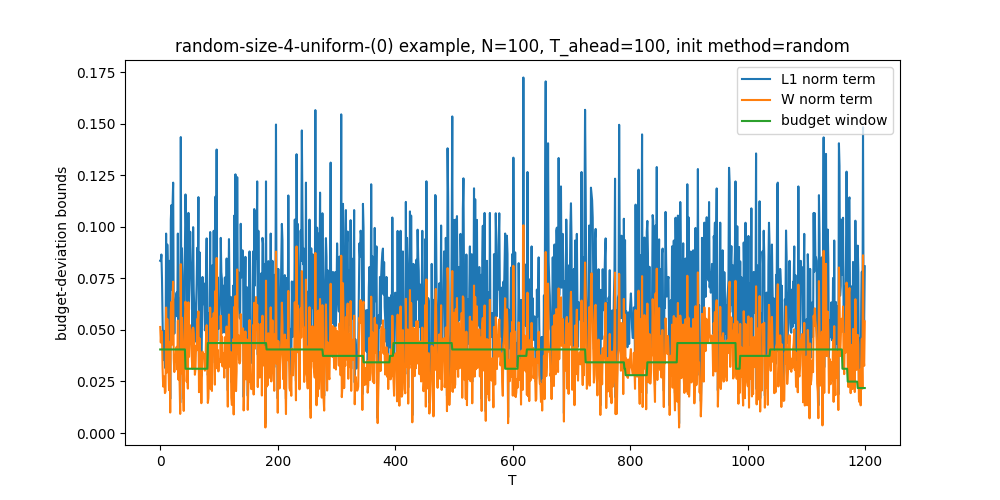 random-size-4-uniform-(0) example, N=100, T_ahead=100, init method=random
L1 norm term
W norm term
budget window
budget-deviation bounds
0.175
0.150
0.125
0.100
0.075
0.050
0.025
0.000
0
200
400
600
800
1000
1200
T